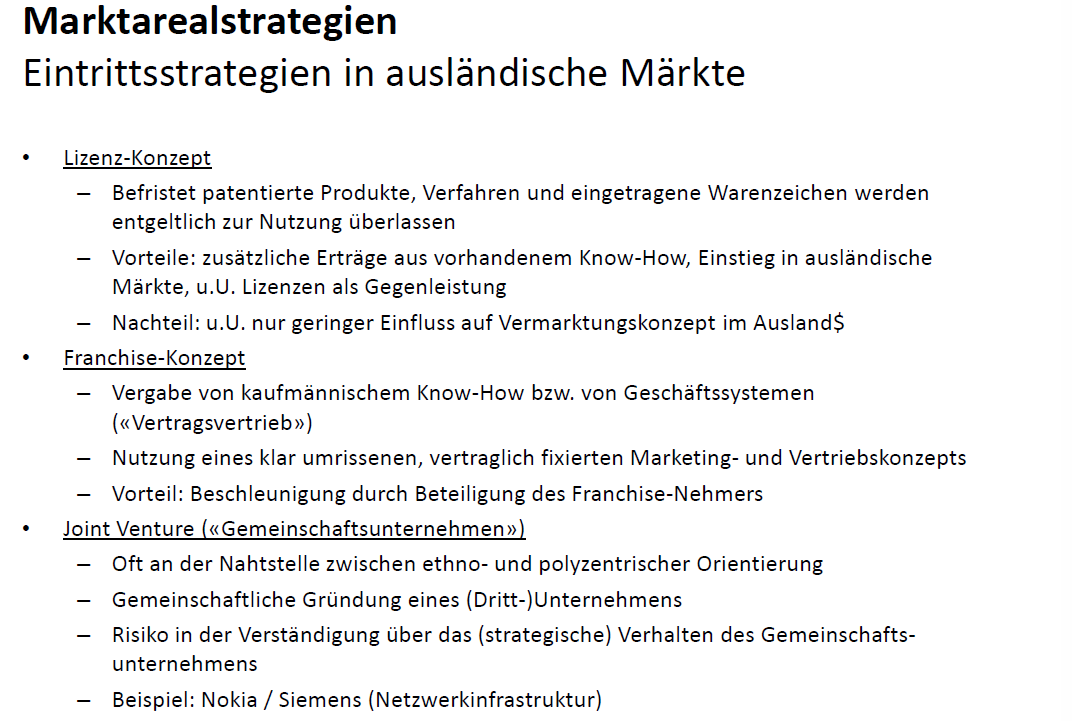 Marktarealstrategien
Eintrittsstrategien in ausländische Märkte
• Lizenz-Konzept
– Befristet patentierte Produkte, Verfahren und eingetragene Warenzeichen werden
entgeltlich zur Nutzung überlassen
– Vorteile: zusätzliche Erträge aus vorhandenem Know-How, Einstieg in ausländische
Märkte, u.U. Lizenzen als Gegenleistung
– Nachteil: u.U. nur geringer Einfluss auf Vermarktungskonzept im Ausland$
• Franchise-Konzept
– Vergabe von kaufmännischem Know-How bzw. von Geschäftssystemen
(«Vertragsvertrieb»)
– Nutzung eines klar umrissenen, vertraglich fixierten Marketing- und Vertriebskonzepts
– Vorteil: Beschleunigung durch Beteiligung des Franchise-Nehmers
• Joint Venture («Gemeinschaftsunternehmen»)
– Oft an der Nahtstelle zwischen ethno- und polyzentrischer Orientierung
– Gemeinschaftliche Gründung eines (Dritt-)Unternehmens
– Risiko in der Verständigung über das (strategische) Verhalten des Gemeinschafts-
unternehmens
– Beispiel: Nokia / Siemens (Netzwerkinfrastruktur)